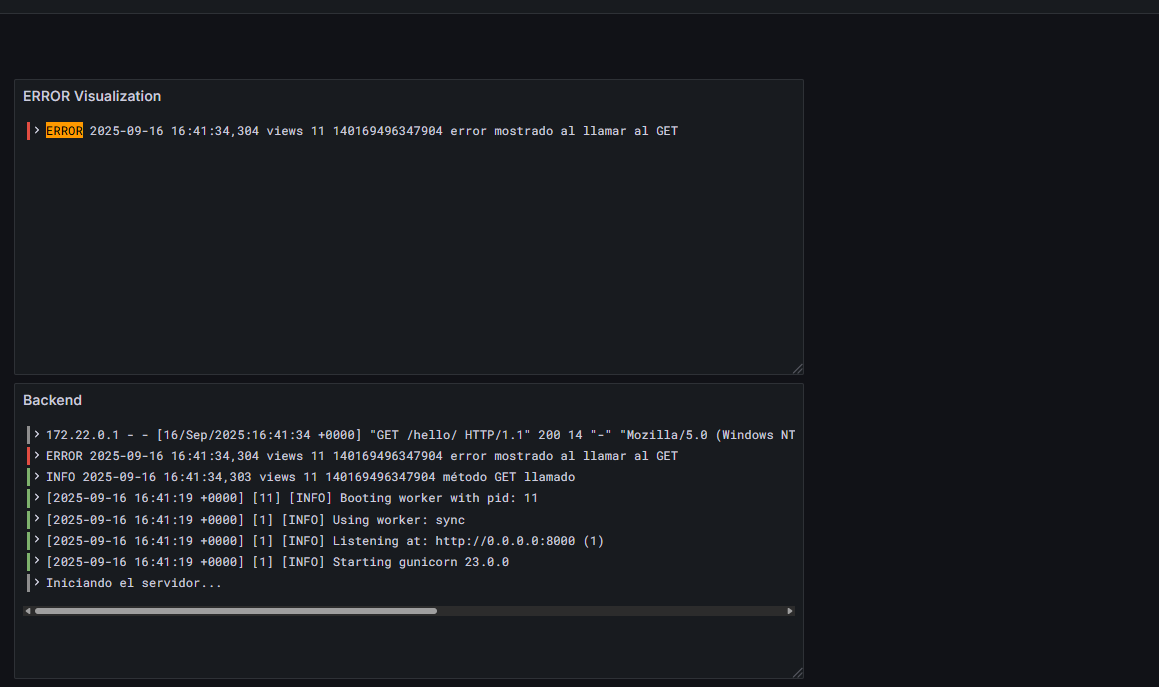 ERROR Visualization
> ERROR 2025-09-16 16:41:34,304 views 11 140169496347904 error mostrado al llamar al GET
Backend
> 172.22.0.1 - - [16/Sep/2025:16:41:34 +0000] "GET /hello/ HTTP/1.1" 200 14 "-" "Mozilla/5.0 (Windows NT
> ERROR 2025-09-16 16:41:34,304 views 11 140169496347904 error mostrado al llamar al GET
> INFO 2025-09-16 16:41:34,303 views 11 140169496347904 método GET llamado
> [2025-09-16 16:41:19 +0000] [11] [INFO] Booting worker with pid: 11
> [2025-09-16 16:41:19 +0000] [1] [INFO] Using worker: sync
> [2025-09-16 16:41:19 +0000] [1] [INFO] Listening at: http://0.0.0.0:8000 (1)
> [2025-09-16 16:41:19 +0000] [1] [INFO] Starting gunicorn 23.0.0
> Iniciando el servidor...